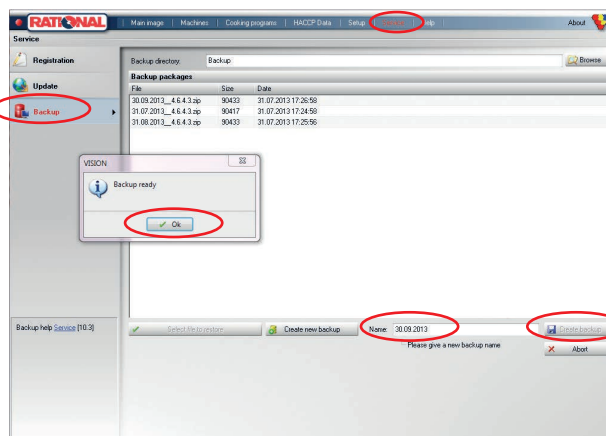 RATIONAL Main image Machines Cooking programs HACCP Data Setup Service Help About
Service
Registration
Update
Backup
Backup directory: Backup Browse
Backup packages
File Size Date
30.09.2013__4.6.4.3.zip 90433 31.07.2013 17:26:58
31.07.2013__4.6.4.3.zip 90417 31.07.2013 17:24:58
31.08.2013__4.6.4.3.zip 90433 31.07.2013 17:25:56
VISION
Backup ready
Ok
Backup help Service [10.3]
Select file to restore Create new backup Name: 30.09.2013 Create backup
Please give a new backup name
Abort